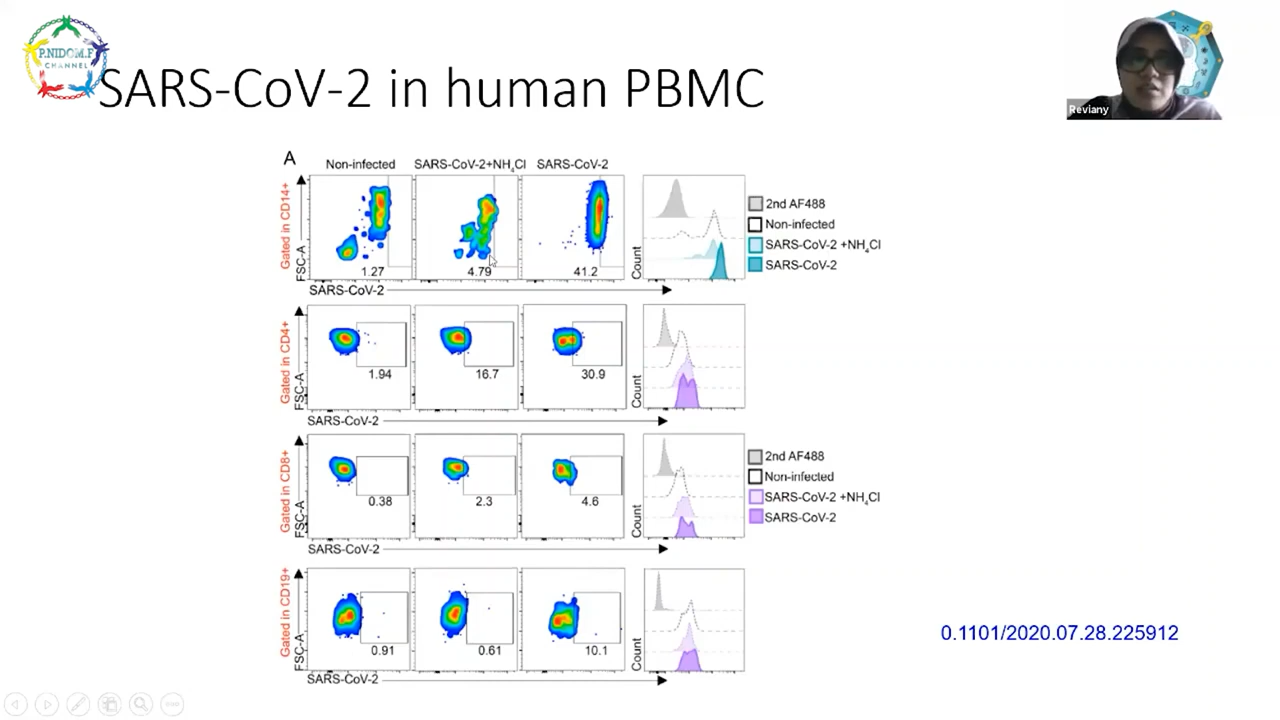 P.NIDOM.F
CHANNEL
SARS-CoV-2 in human PBMC
Reviany
A
Non-infected SARS-CoV-2+NH4Cl SARS-CoV-2
Gated in CD14+
FSC-A
1.27
4.79
41.2
Count
SARS-CoV-2
2nd AF488
Non-infected
SARS-CoV-2 +NH4Cl
SARS-CoV-2
Gated in CD4+
FSC-A
1.94
16.7
30.9
Count
SARS-CoV-2
Gated in CD8+
FSC-A
0.38
2.3
4.6
Count
SARS-CoV-2
2nd AF488
Non-infected
SARS-CoV-2 +NH4Cl
SARS-CoV-2
Gated in CD19+
FSC-A
0.91
0.61
10.1
Count
SARS-CoV-2
0.1101/2020.07.28.225912